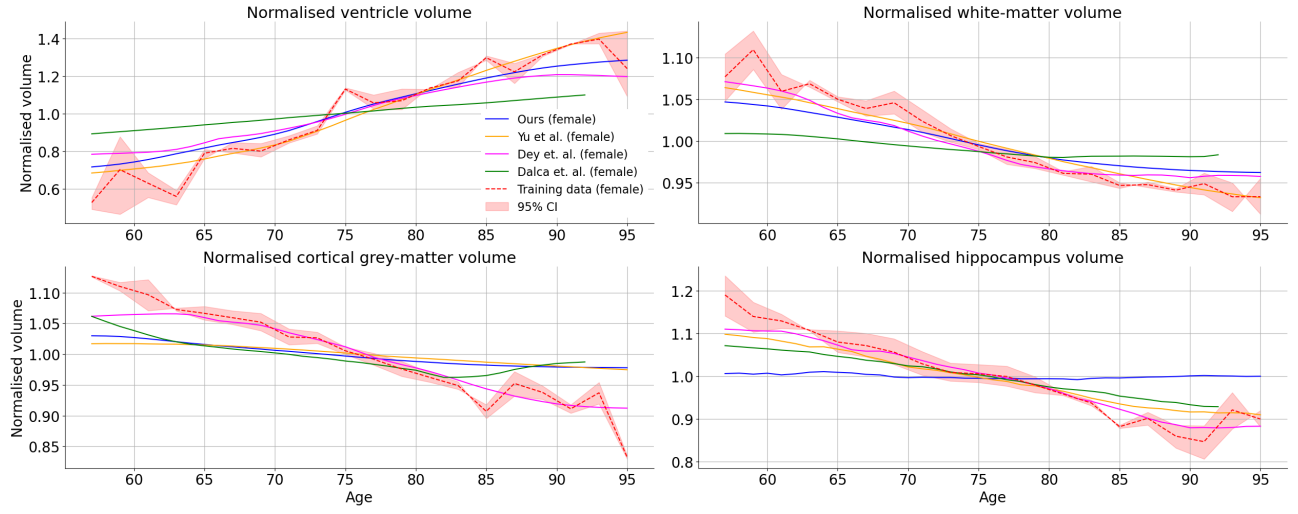 Normalised ventricle volume
Normalised volume
1.4
1.2
1.0
0.8
0.6
60 65 70 75 80 85 90 95
Ours (female)
Yu et al. (female)
Dey et. al. (female)
Dalca et. al. (female)
Training data (female)
95% CI
Normalised white-matter volume
1.10
1.05
1.00
0.95
60 65 70 75 80 85 90 95
Normalised cortical grey-matter volume
Normalised volume
1.10
1.05
1.00
0.95
0.90
0.85
60 65 70 75 80 85 90 95
Age
Normalised hippocampus volume
1.2
1.1
1.0
0.9
0.8
60 65 70 75 80 85 90 95
Age